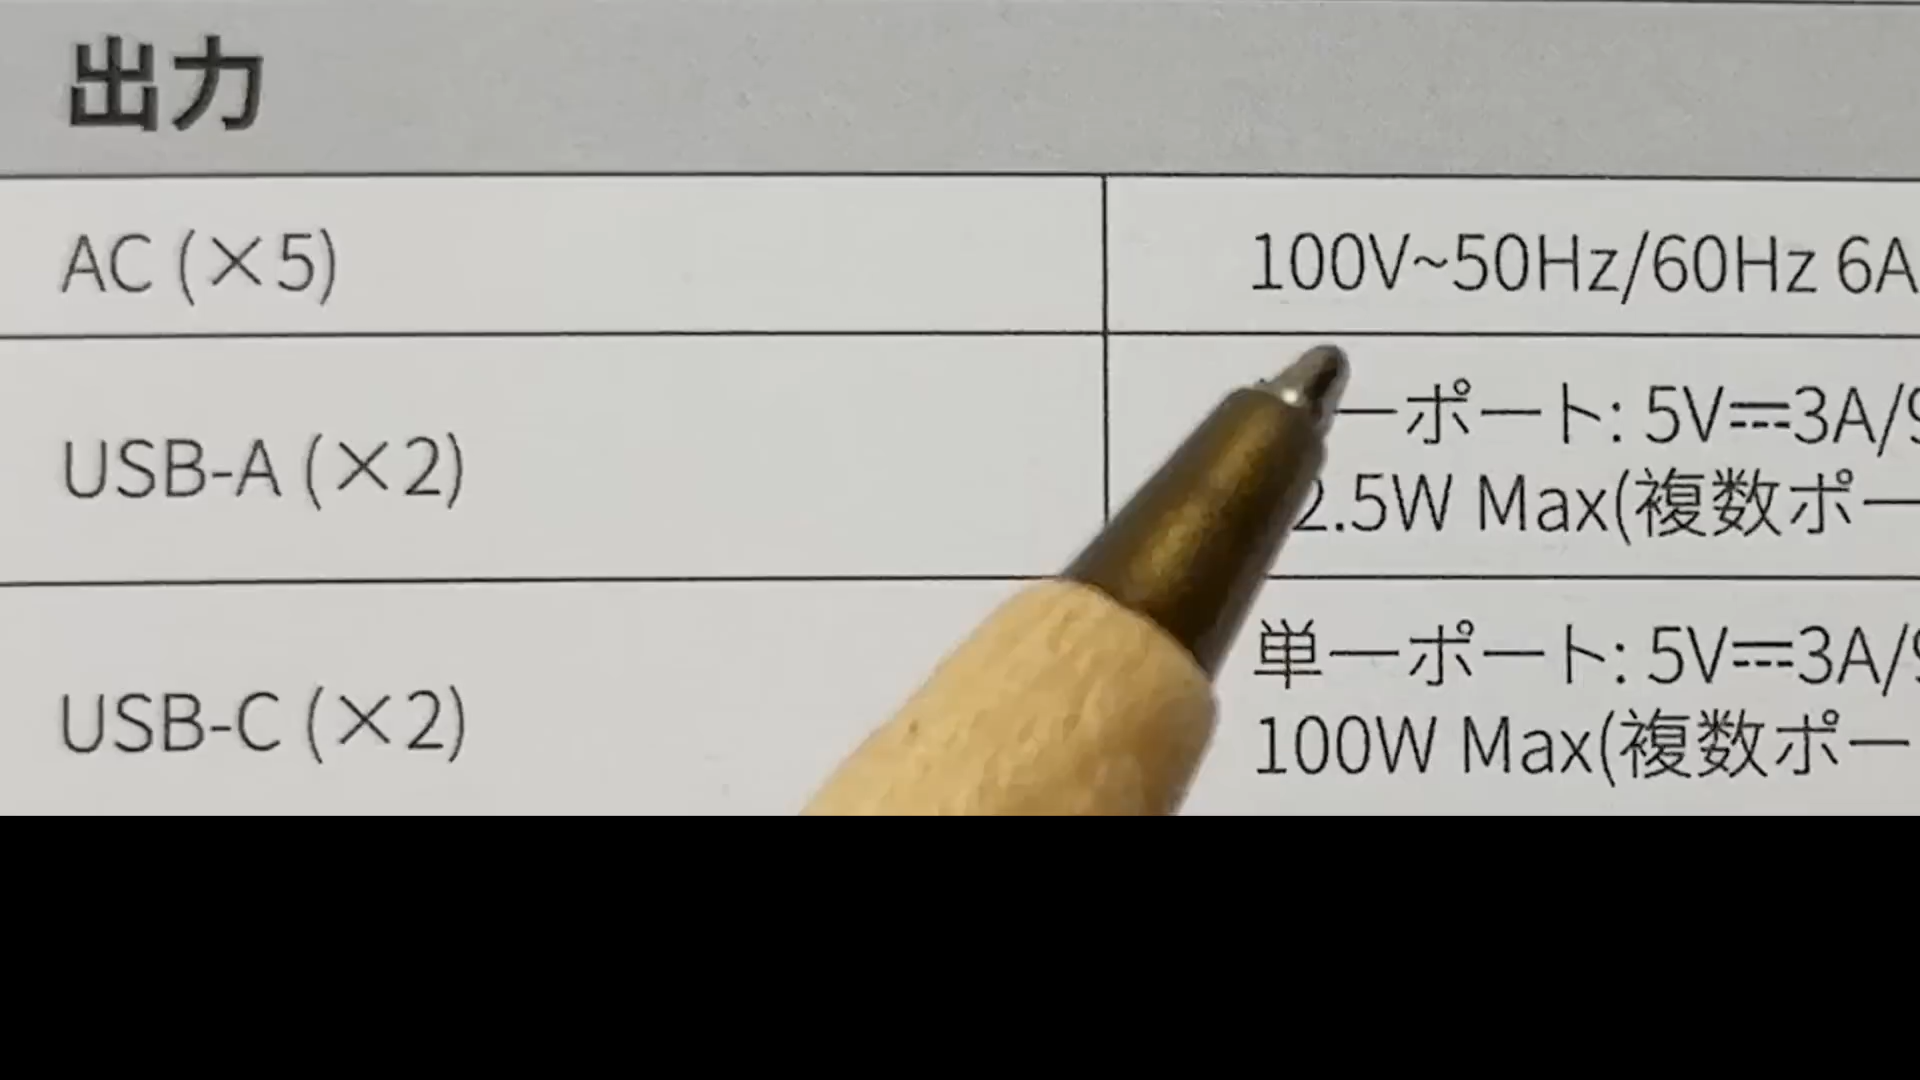 出力
AC (×5)
100V~50Hz/60Hz 6A
USB-A (×2)
ーポート: 5V⎓3A/9
2.5W Max(複数ポー
USB-C (×2)
単一ポート: 5V⎓3A/9
100W Max(複数ポー